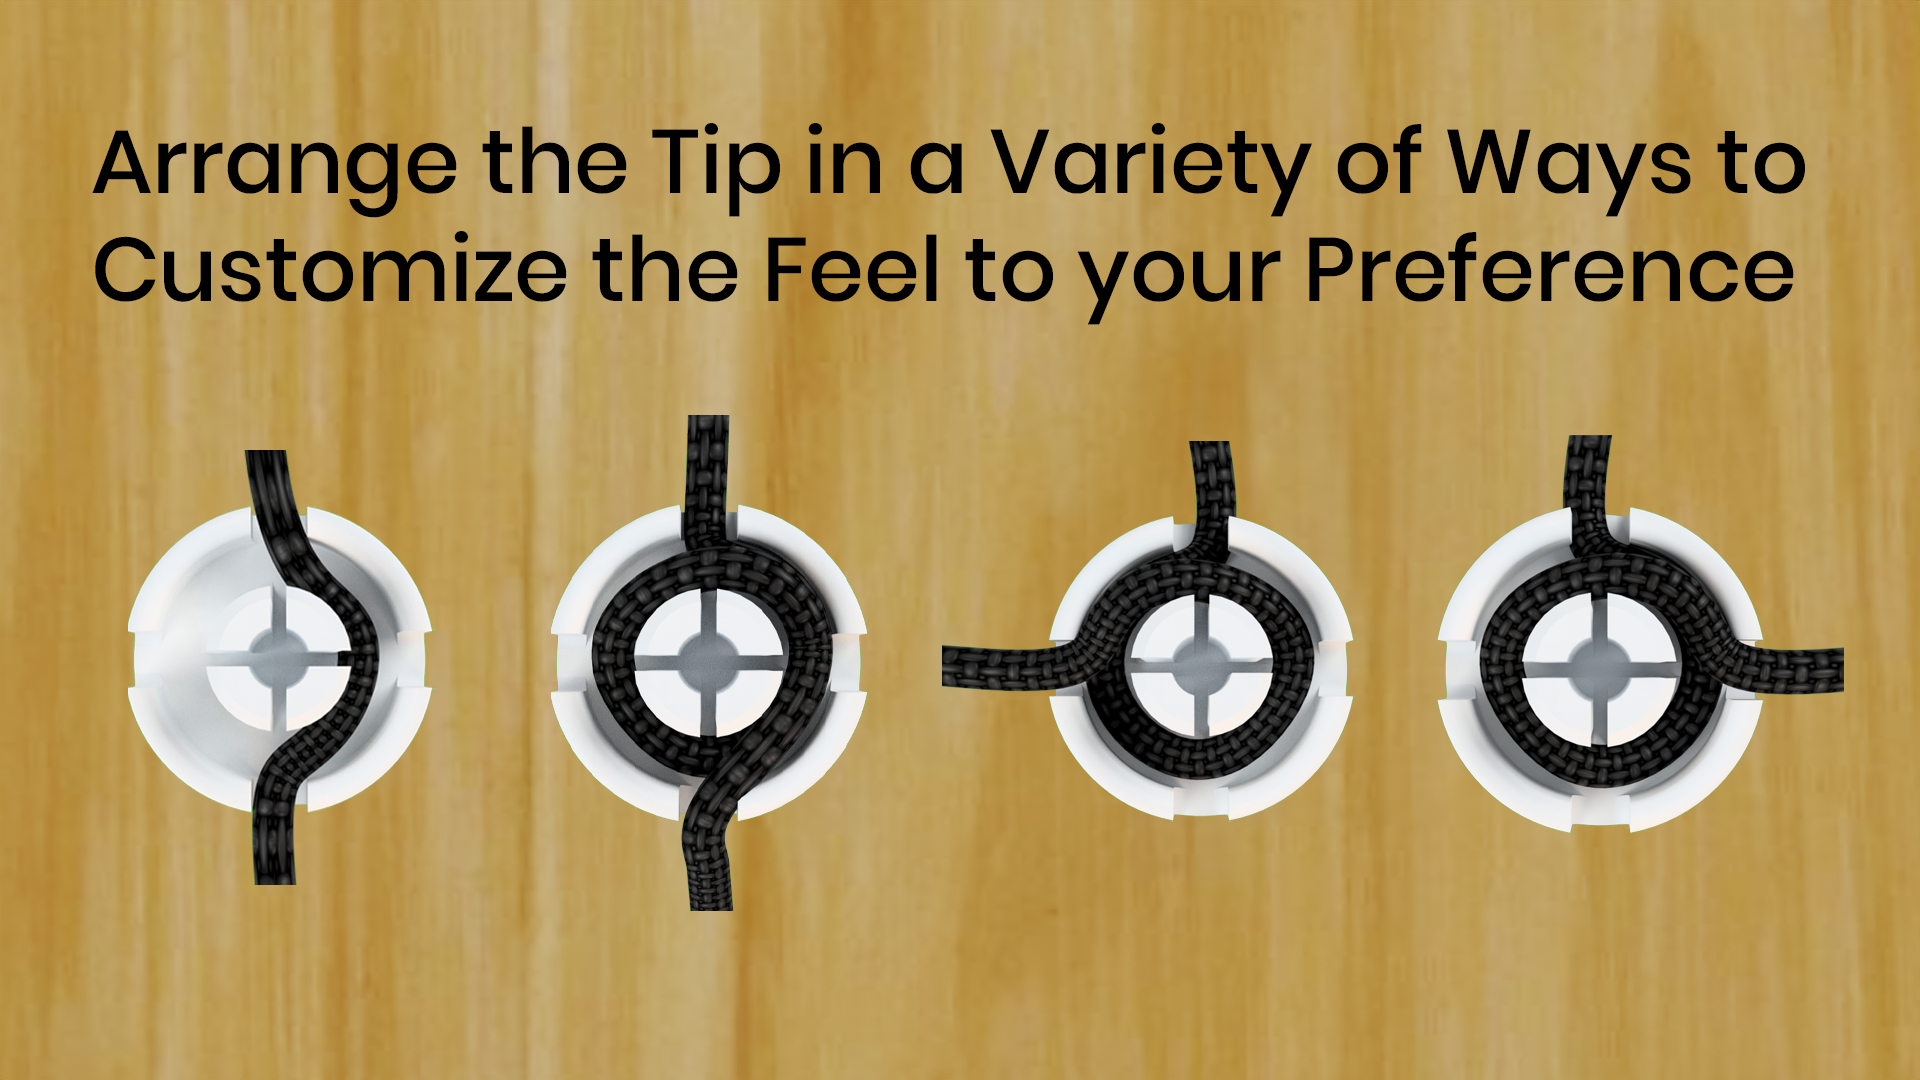 Arrange the Tip in a Variety of Ways to
Customize the Feel to your Preference